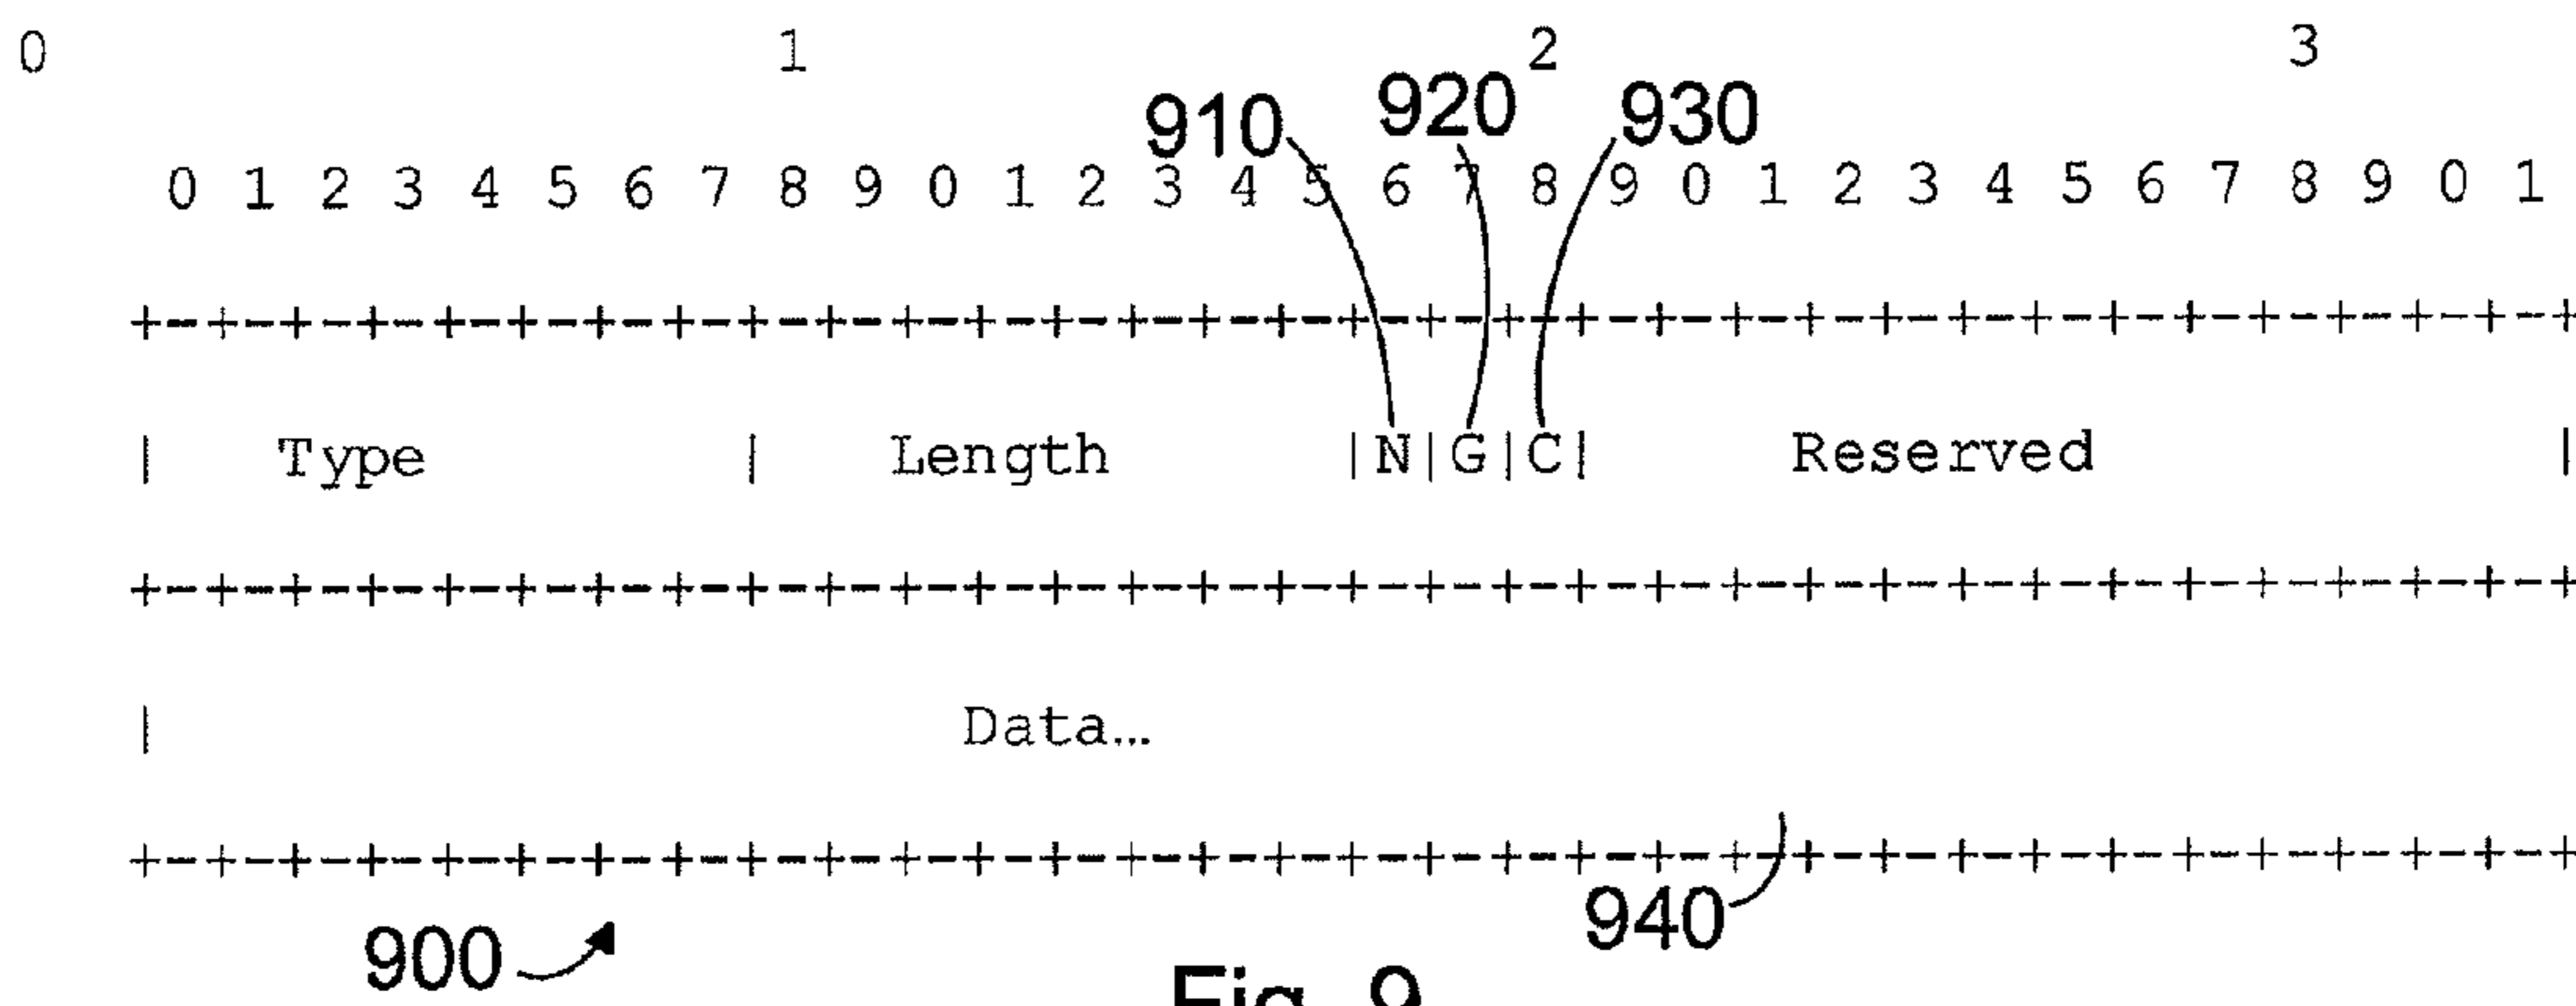 0 1 2 3
910 920 930
0 1 2 3 4 5 6 7 8 9 0 1 2 3 4 5 6 7 8 9 0 1 2 3 4 5 6 7 8 9 0 1
+--+--+--+--+--+--+--+--+--+--+--+--+--+--+--+--+--+--+--+--+--+--+--+--+--+--+--+--+--+--+--+--+
| Type | Length |N|G|C| Reserved |
+--+--+--+--+--+--+--+--+--+--+--+--+--+--+--+--+--+--+--+--+--+--+--+--+--+--+--+--+--+--+--+--+
| Data...
+--+--+--+--+--+--+--+--+--+--+--+--+--+--+--+--+--+--+--+--+--+--+--+--+--+--+--+--+--+--+--+--+
900 940
Fig. 9